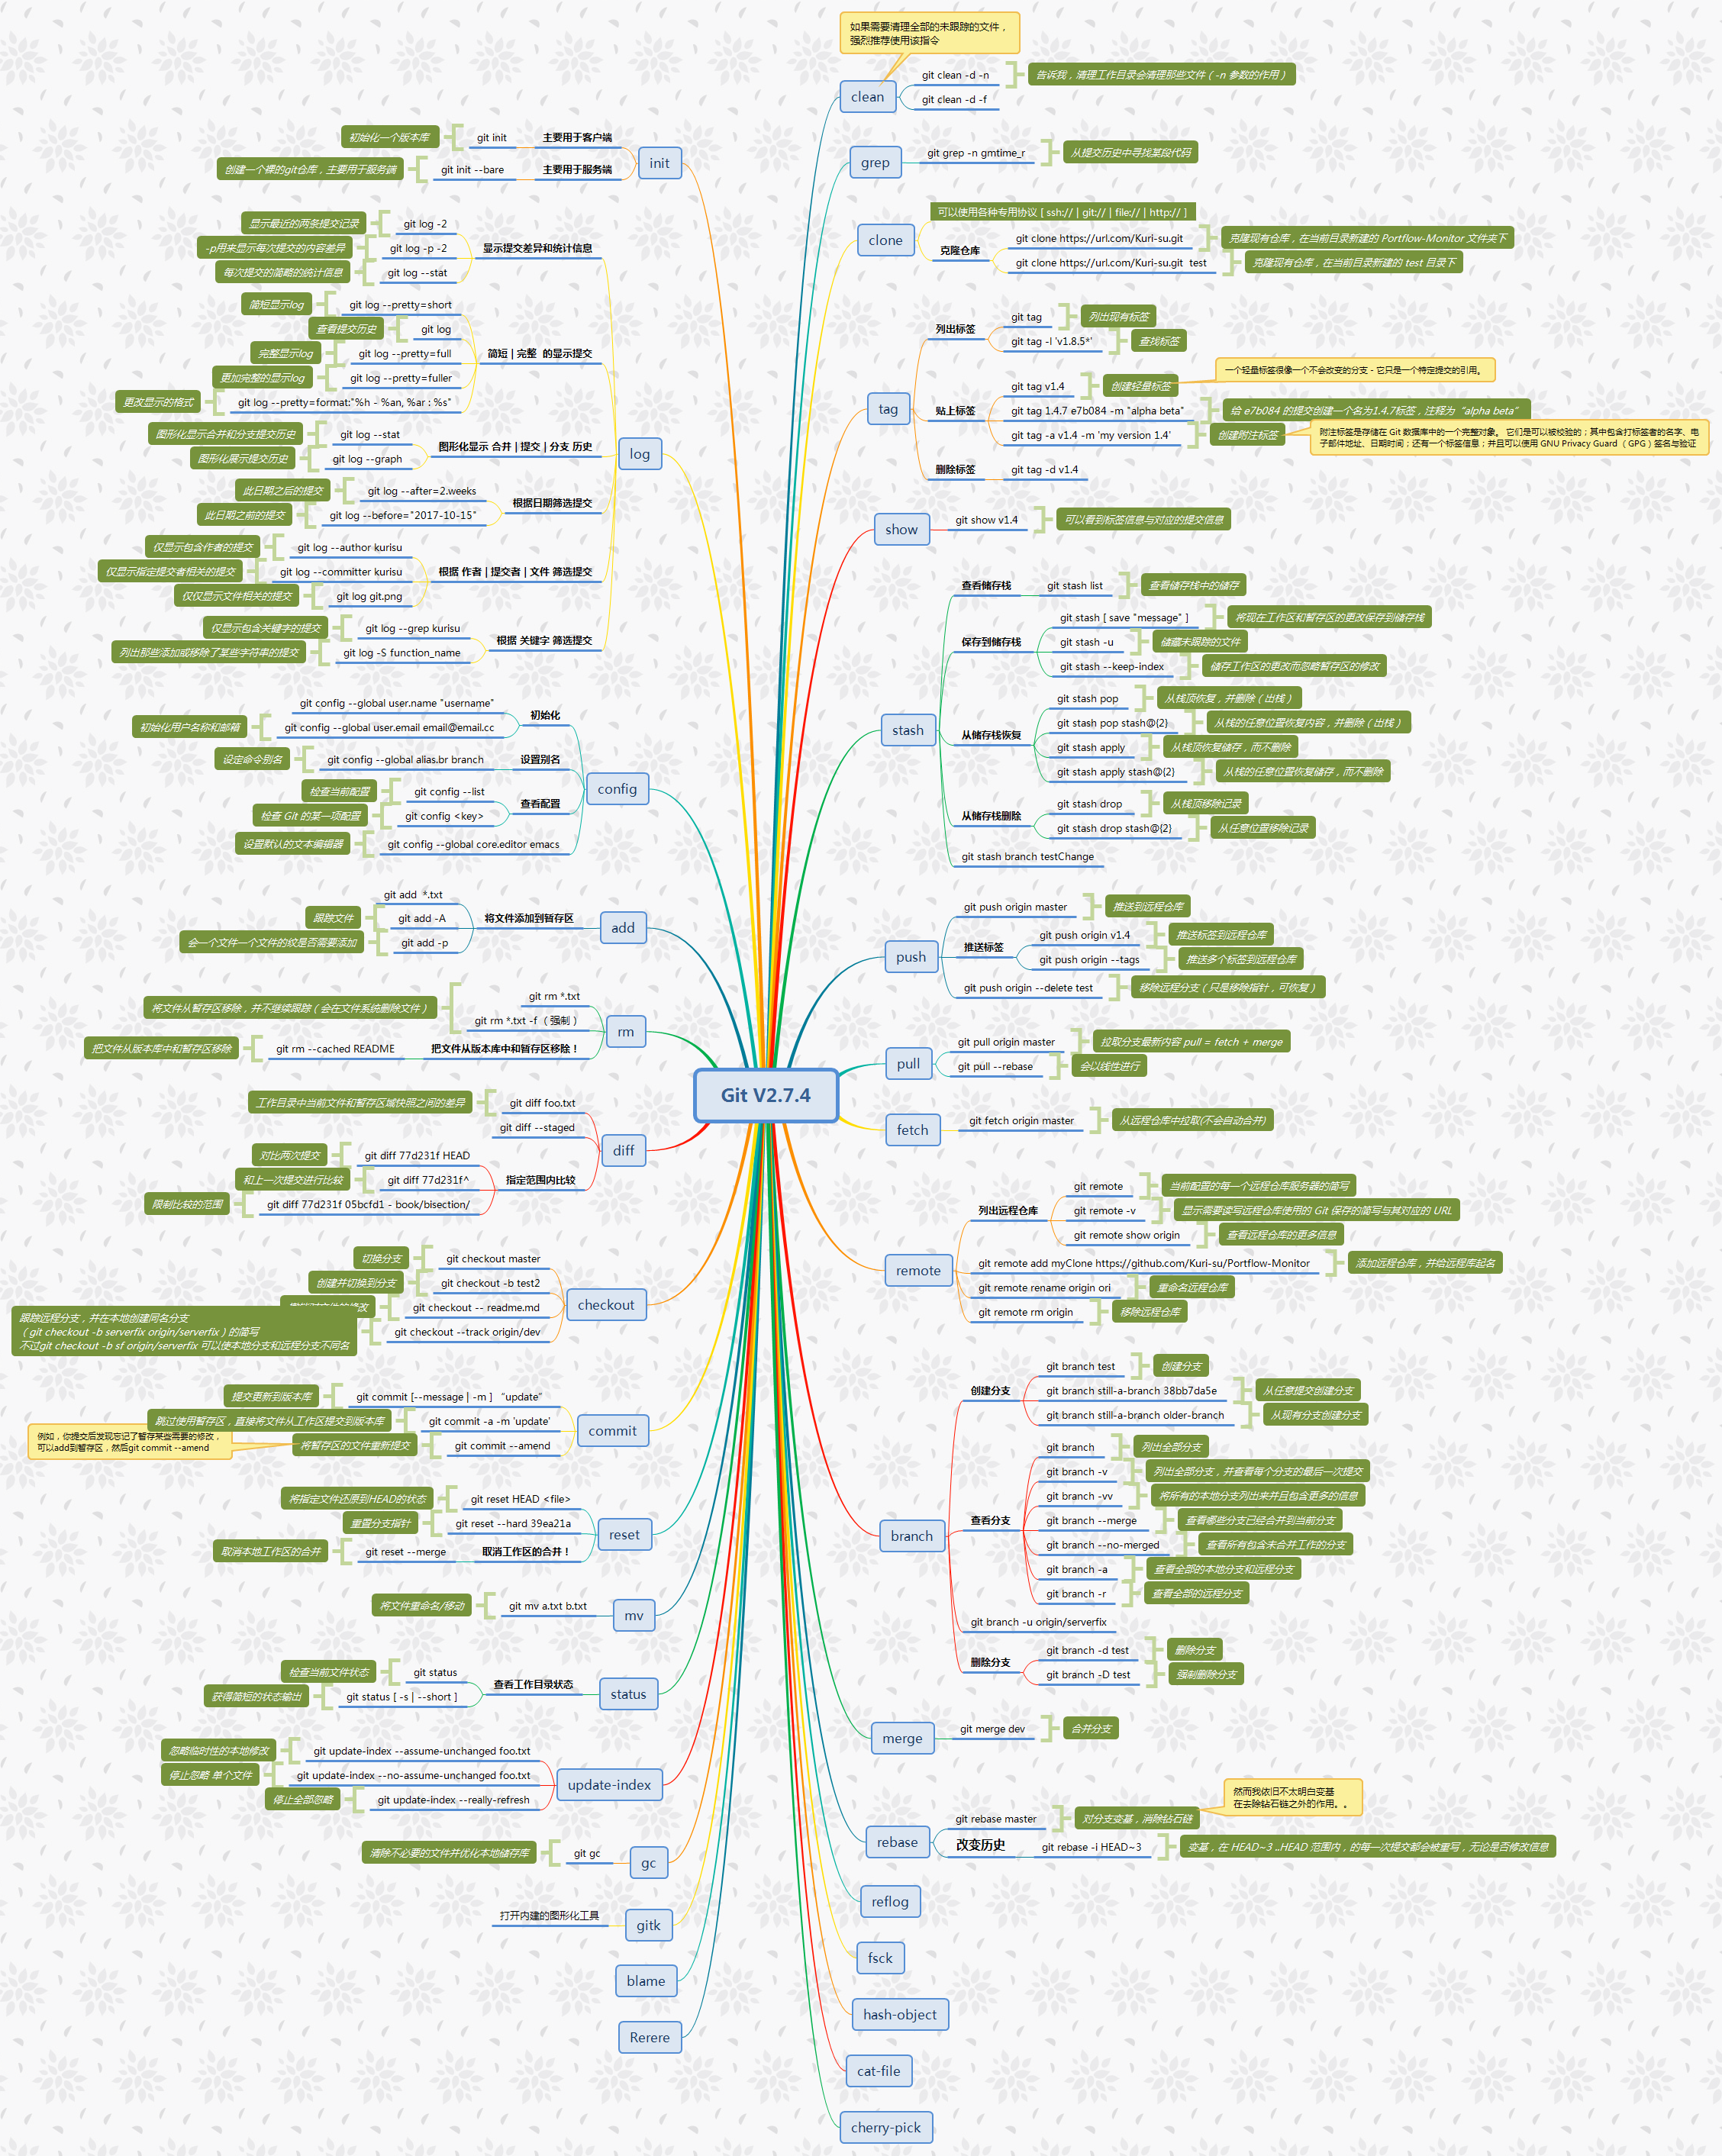 Git V2.7.4
init
主要用于客户端
git init
初始化一个版本库
主要用于服务端
git init --bare
创建一个裸的git仓库，主要用于服务端
log
显示提交差异和统计信息
git log -2
显示最近的两条提交记录
git log -p -2
-p用来显示每次提交的内容差异
git log --stat
每次提交的简略的统计信息
简短 | 完整 的显示提交
git log --pretty=short
简短显示log
git log
查看提交历史
git log --pretty=full
完整显示log
git log --pretty=fuller
更加完整的显示log
git log --pretty=format:"%h - %an, %ar : %s"
更改显示的格式
图形化显示 合并 | 提交 | 分支 历史
git log --stat
图形化显示合并和分支提交历史
git log --graph
图形化展示提交历史
根据日期筛选提交
git log --after=2.weeks
此日期之后的提交
git log --before="2017-10-15"
此日期之前的提交
根据 作者 | 提交者 | 文件 筛选提交
git log --author kurisu
仅显示包含作者的提交
git log --committer kurisu
仅显示指定提交者相关的提交
git log git.png
仅仅显示文件相关的提交
根据 关键字 筛选提交
git log --grep kurisu
仅显示包含关键字的提交
git log -S function_name
列出那些添加或移除了某些字符串的提交
config
初始化
git config --global user.name "username"
git config --global user.email email@email.cc
初始化用户名称和邮箱
设置别名
git config --global alias.br branch
设定命令别名
查看配置
git config --list
检查当前配置
git config <key>
检查 Git 的某一项配置
git config --global core.editor emacs
设置默认的文本编辑器
add
将文件添加到暂存区
git add *.txt
git add -A
跟踪文件
git add -p
会一个文件一个文件的纹是否需要添加
rm
git rm *.txt
git rm *.txt -f （强制）
将文件从暂存区移除，并不继续跟踪（会在文件系统删除文件）
把文件从版本库中和暂存区移除！
git rm --cached README
把文件从版本库中和暂存区移除
diff
git diff foo.txt
工作目录中当前文件和暂存区域快照之间的差异
git diff --staged
指定范围内比较
git diff 77d231f HEAD
对比两次提交
git diff 77d231f^
和上一次提交进行比较
git diff 77d231f 05bcfd1 - book/bisection/
限制比较的范围
checkout
git checkout master
切换分支
git checkout -b test2
创建并切换到分支
git checkout -- readme.md
git checkout --track origin/dev
跟踪远程分支，并在本地创建同名分支
（ git checkout -b serverfix origin/serverfix ）的简写
不过git checkout -b sf origin/serverfix 可以使本地分支和远程分支不同名
commit
git commit [--message | -m ] “update”
提交更新到版本库
git commit -a -m 'update'
跳过使用暂存区，直接将文件从工作区提交到版本库
git commit --amend
将暂存区的文件重新提交
例如，你提交后发现忘记了暂存某些需要的修改，
可以add到暂存区，然后git commit --amend
reset
git reset HEAD <file>
将指定文件还原到HEAD的状态
git reset --hard 39ea21a
重置分支指针
取消工作区的合并！
git reset --merge
取消本地工作区的合并
mv
git mv a.txt b.txt
将文件重命名/移动
status
查看工作目录状态
git status
检查当前文件状态
git status [ -s | --short ]
获得简短的状态输出
update-index
git update-index --assume-unchanged foo.txt
忽略临时性的本地修改
git update-index --no-assume-unchanged foo.txt
停止忽略 单个文件
git update-index --really-refresh
停止全部忽略
gc
git gc
清除不必要的文件并优化本地储存库
gitk
打开内建的图形化工具
blame
Rerere
如果需要清理全部的未跟踪的文件，
强烈推荐使用该指令
clean
git clean -d -n
告诉我，清理工作目录会清理那些文件（ -n 参数的作用 ）
git clean -d -f
grep
git grep -n gmtime_r
从提交历史中寻找某段代码
clone
可以使用各种专用协议 [ ssh:// | git:// | file:// | http:// ]
克隆仓库
git clone https://url.com/Kuri-su.git
克隆现有仓库，在当前目录新建的 Portflow-Monitor 文件夹下
git clone https://url.com/Kuri-su.git test
克隆现有仓库，在当前目录新建的 test 目录下
tag
列出标签
git tag
列出现有标签
git tag -l 'v1.8.5*'
查找标签
贴上标签
git tag v1.4
创建轻量标签
一个轻量标签很像一个不会改变的分支 - 它只是一个特定提交的引用。
git tag 1.4.7 e7b084 -m "alpha beta"
给 e7b084 的提交创建一个名为1.4.7标签，注释为“alpha beta”
git tag -a v1.4 -m 'my version 1.4'
创建附注标签
附注标签是存储在 Git 数据库中的一个完整对象。 它们是可以被校验的；其中包含打标签者的名字、电
子邮件地址、日期时间；还有一个标签信息；并且可以使用 GNU Privacy Guard （ GPG ）签名与验证
删除标签
git tag -d v1.4
show
git show v1.4
可以看到标签信息与对应的提交信息
stash
查看储存栈
git stash list
查看储存栈中的储存
保存到储存栈
git stash [ save "message" ]
将现在工作区和暂存区的更改保存到储存栈
git stash -u
储藏未跟踪的文件
git stash --keep-index
储存工作区的更改而忽略暂存区的修改
从储存栈恢复
git stash pop
从栈顶恢复，并删除（ 出栈 ）
git stash pop stash@{2}
从栈的任意位置恢复内容，并删除（ 出栈 ）
git stash apply
从栈顶恢复储存，而不删除
git stash apply stash@{2}
从栈的任意位置恢复储存，而不删除
从储存栈删除
git stash drop
从栈顶移除记录
git stash drop stash@{2}
从任意位置移除记录
git stash branch testChange
push
git push origin master
推送到远程仓库
推送标签
git push origin v1.4
推送标签到远程仓库
git push origin --tags
推送多个标签到远程仓库
git push origin --delete test
移除远程分支（ 只是移除指针，可恢复 ）
pull
git pull origin master
拉取分支最新内容 pull = fetch + merge
git pull --rebase
会以线性进行
fetch
git fetch origin master
从远程仓库中拉取(不会自动合并)
remote
列出远程仓库
git remote
当前配置的每一个远程仓库服务器的简写
git remote -v
显示需要读写远程仓库使用的 Git 保存的简写与其对应的 URL
git remote show origin
查看远程仓库的更多信息
git remote add myClone https://github.com/Kuri-su/Portflow-Monitor
添加远程仓库，并给远程库起名
git remote rename origin ori
重命名远程仓库
git remote rm origin
移除远程仓库
branch
创建分支
git branch test
创建分支
git branch still-a-branch 38bb7da5e
从任意提交创建分支
git branch still-a-branch older-branch
从现有分支创建分支
查看分支
git branch
列出全部分支
git branch -v
列出全部分支，并查看每个分支的最后一次提交
git branch -vv
将所有的本地分支列出来并且包含更多的信息
git branch --merge
查看哪些分支已经合并到当前分支
git branch --no-merged
查看所有包含未合并工作的分支
git branch -a
查看全部的本地分支和远程分支
git branch -r
查看全部的远程分支
git branch -u origin/serverfix
删除分支
git branch -d test
删除分支
git branch -D test
强制删除分支
merge
git merge dev
合并分支
rebase
git rebase master
对分支变基，消除钻石链
然而我依旧不太明白变基
在去除钻石链之外的作用。。
改变历史
git rebase -i HEAD~3
变基，在 HEAD~3 ..HEAD 范围内，的每一次提交都会被重写，无论是否修改信息
reflog
fsck
hash-object
cat-file
cherry-pick